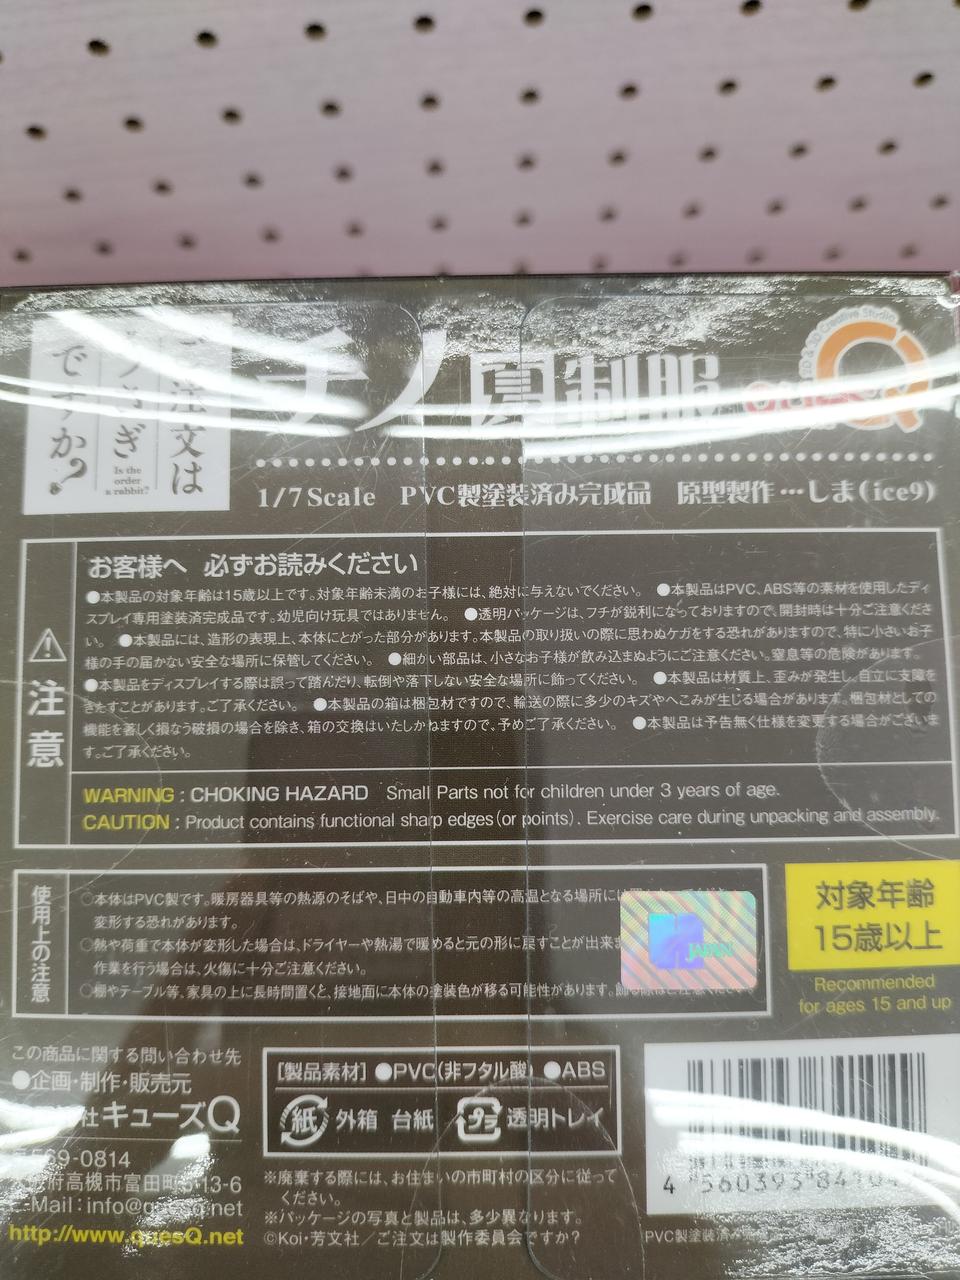 ご注文は
うさぎ
ですか?
Is the
order
a rabbit?
チノ 夏制服
2D & 3D Creative Studio
quesQ
1/7 Scale PVC製塗装済み完成品 原型製作…しま(ice9)
注意
お客様へ 必ずお読みください
●本製品の対象年齢は15歳以上です。対象年齢未満のお子様には、絶対に与えないでください。 ●本製品はPVC、ABS等の素材を使用したディ
スプレイ専用塗装済完成品です。幼児向け玩具ではありません。 ●透明パッケージは、フチが鋭利になっておりますので、開封時は十分ご注意くださ
い。 ●本製品には、造形の表現上、本体にとがった部分があります。本製品の取り扱いの際に思わぬケガをする恐れがありますので、特に小さいお子
様の手の届かない安全な場所に保管してください。 ●細かい部品は、小さなお子様が飲み込まぬようにご注意ください。窒息等の危険があります。
●本製品をディスプレイする際は誤って踏んだり、転倒や落下しない安全な場所に飾ってください。 ●本製品は材質上、歪みが発生し、自立に支障を
きたすことがあります。ご了承ください。 ●本製品の箱は梱包材ですので、輸送の際に多少のキズやへこみが生じる場合があります。梱包材としての
機能を著しく損なう破損の場合を除き、箱の交換はいたしかねますので、予めご了承ください。 ●本製品は予告無く仕様を変更する場合がございま
す。ご了承ください。
WARNING : CHOKING HAZARD Small Parts not for children under 3 years of age.
CAUTION : Product contains functional sharp edges(or points). Exercise care during unpacking and assembly.
使用上の注意
○本体はPVC製です。暖房器具等の熱源のそばや、日中の自動車内等の高温となる場所には
変形する恐れがあります。
○熱や荷重で本体が変形した場合は、ドライヤーや熱湯で暖めると元の形に戻すことが出来ま
作業を行う場合は、火傷に十分ご注意ください。
○棚やテーブル等、家具の上に長時間置くと、接地面に本体の塗装色が移る可能性があります。
JAPAN
対象年齢
15歳以上
Recommended
for ages 15 and up
この商品に関する問い合わせ先
●企画・制作・販売元
社キューズQ
569-0814
府高槻市富田町 13-6
E-Mail : info@quesq.net
http://www.quesQ.net
[製品素材] ●PVC(非フタル酸) ●ABS
紙 外箱 台紙 プラ 透明トレイ
※廃棄する際には、お住まいの市町村の区分に従って
ください。
※パッケージの写真と製品は、多少異なります。
©Koi・芳文社/ご注文は製作委員会ですか?
4 560393 84104
PVC製塗装済み完